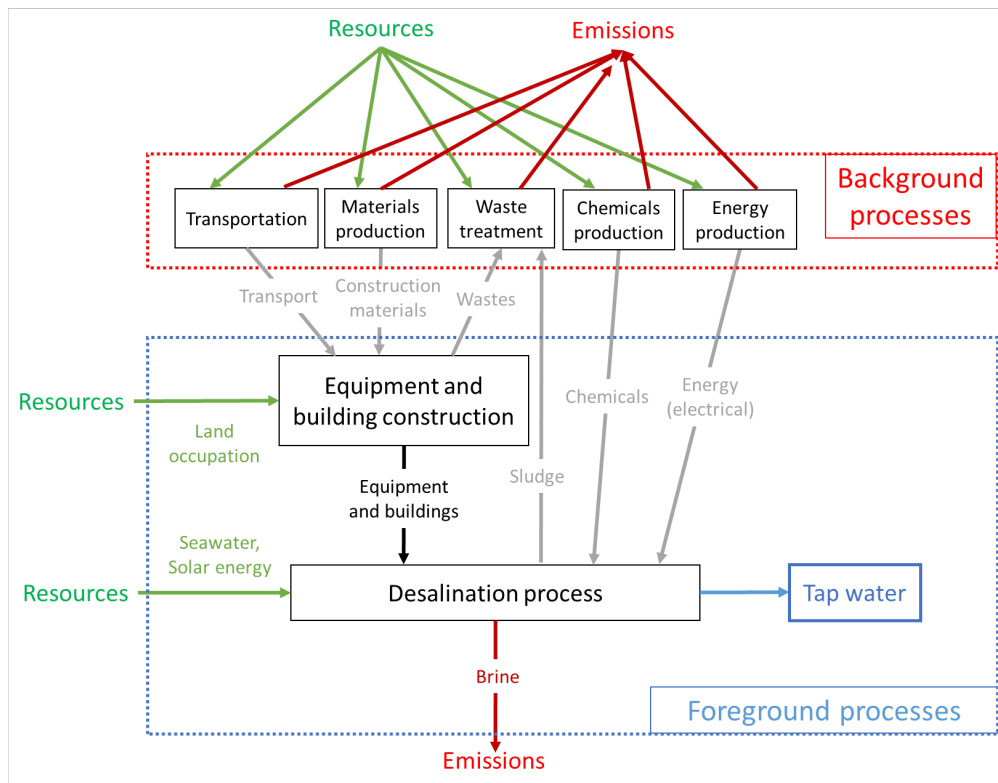 Resources
Emissions
Background
processes
Transportation
Materials
production
Waste
treatment
Chemicals
production
Energy
production
Transport
Construction
materials
Wastes
Equipment and
building construction
Resources
Land
occupation
Chemicals
Energy
(electrical)
Sludge
Equipment
and buildings
Seawater,
Solar energy
Resources
Desalination process
Tap water
Brine
Foreground processes
Emissions